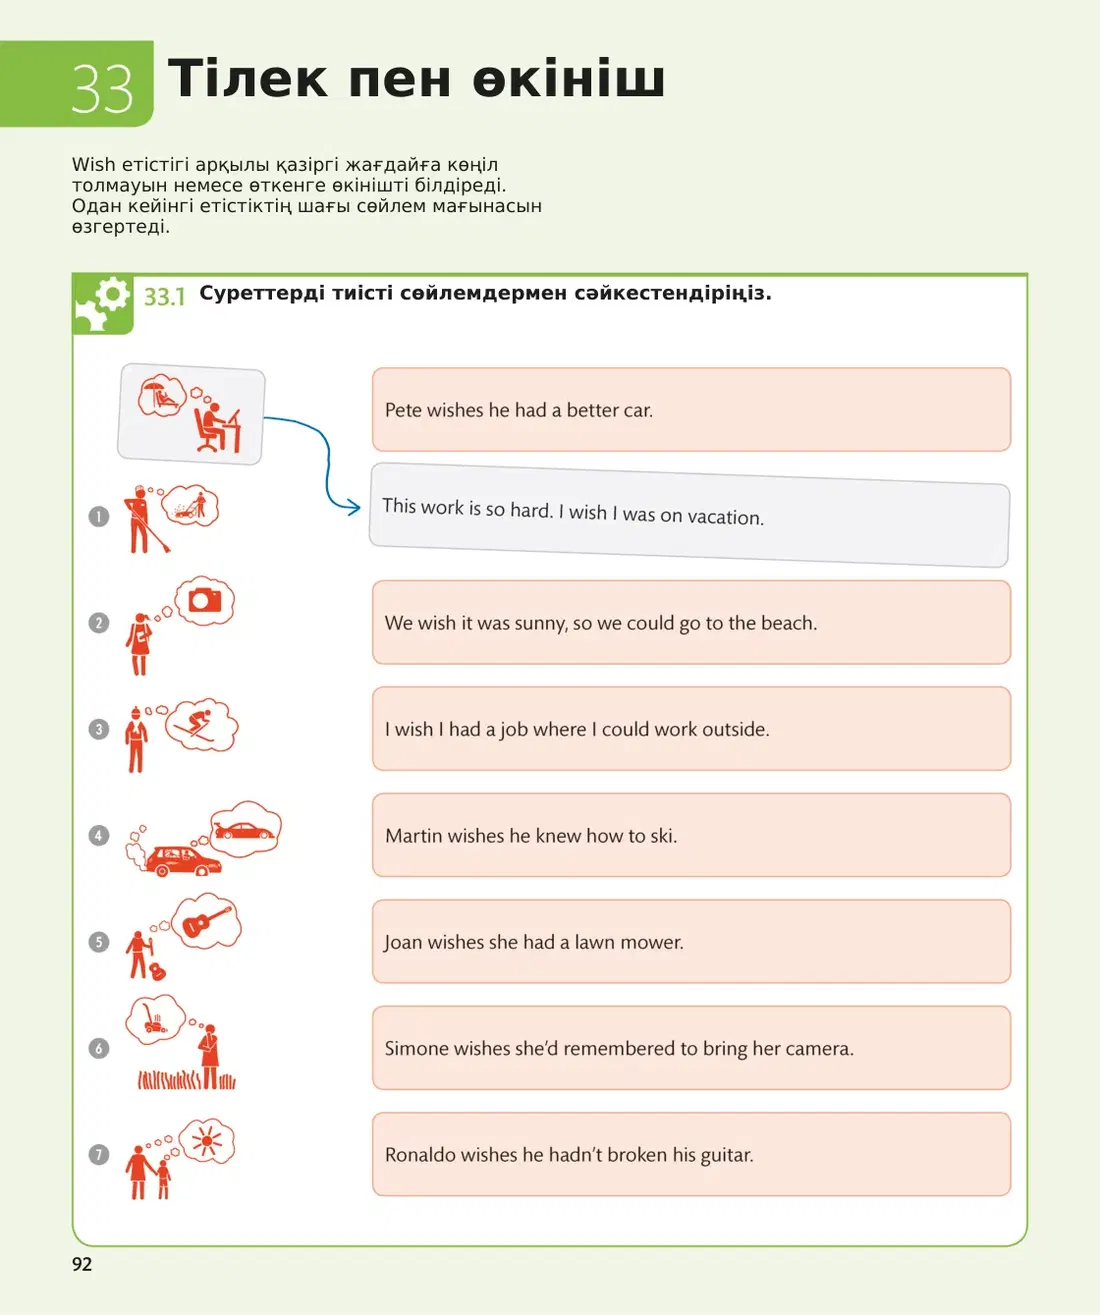 33
Тілек пен өкініш
Wish етістігі арқылы қазіргі жағдайға көңіл
толмауын немесе өткенге өкінішті білдіреді.
Одан кейінгі етістіктің шағы сөйлем мағынасын
өзгертеді.
33.1 Суреттерді тиісті сөйлемдермен сәйкестендіріңіз.
Pete wishes he had a better car.
This work is so hard. I wish I was on vacation.
1
We wish it was sunny, so we could go to the beach.
2
I wish I had a job where I could work outside.
3
Martin wishes he knew how to ski.
4
Joan wishes she had a lawn mower.
5
Simone wishes she’d remembered to bring her camera.
6
Ronaldo wishes he hadn’t broken his guitar.
7
92